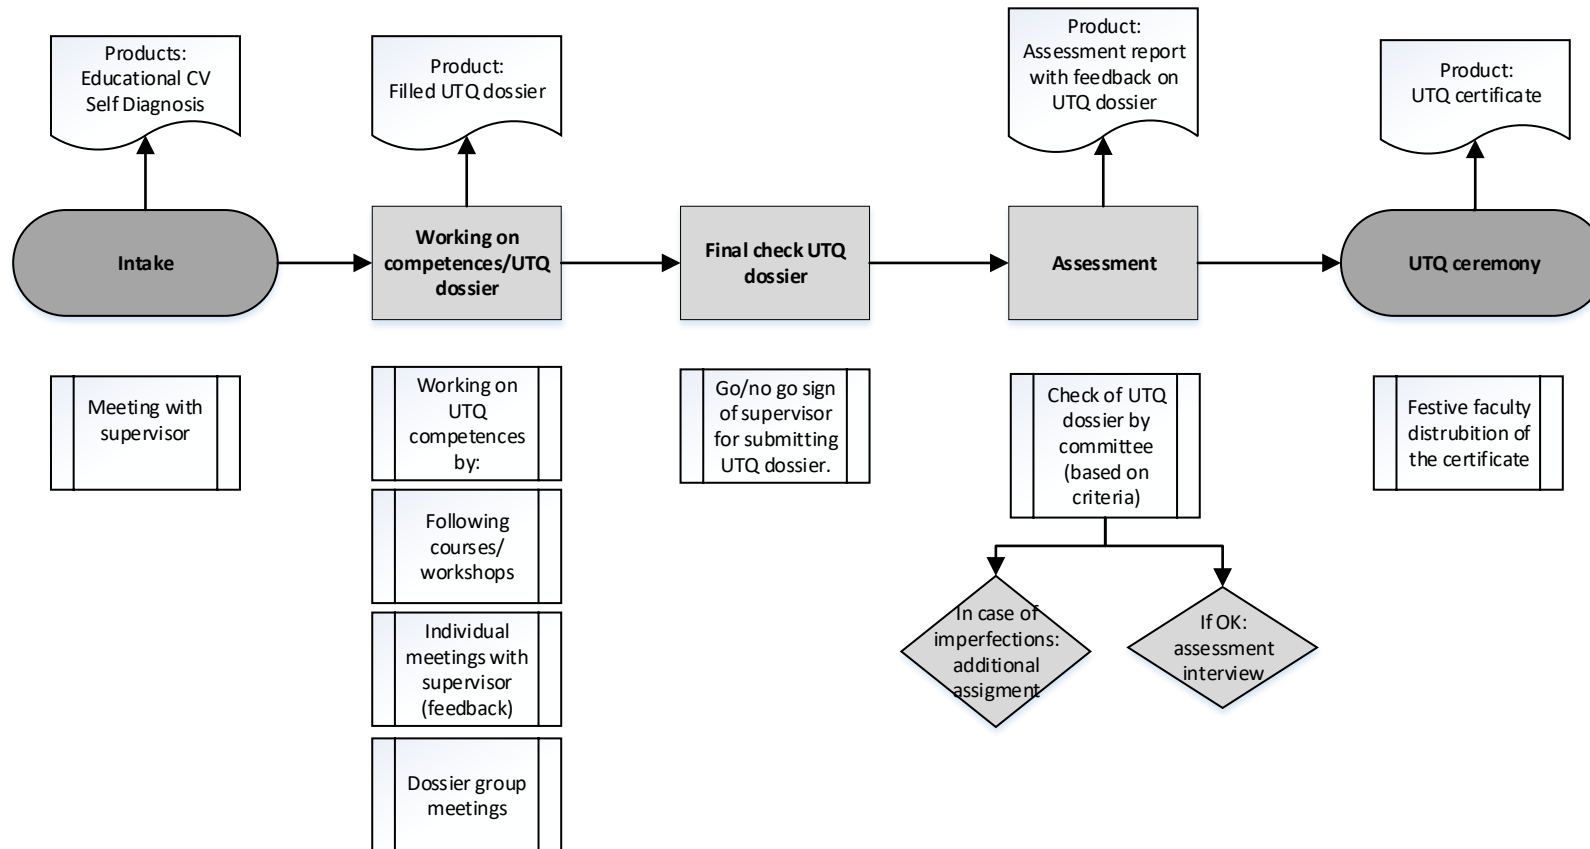 Products:
Educational CV
Self Diagnosis
Product:
Filled UTQ dossier
Product:
Assessment report
with feedback on
UTQ dossier
Product:
UTQ certificate
Intake
Working on
competences/UTQ
dossier
Final check UTQ
dossier
Assessment
UTQ ceremony
Meeting with
supervisor
Working on
UTQ
competences
by:
Following
courses/
workshops
Individual
meetings with
supervisor
(feedback)
Dossier group
meetings
Go/no go sign
of supervisor
for submitting
UTQ dossier.
Check of UTQ
dossier by
committee
(based on
criteria)
In case of
imperfections:
additional
assigment
If OK:
assessment
interview
Festive faculty
distrubition of
the certificate